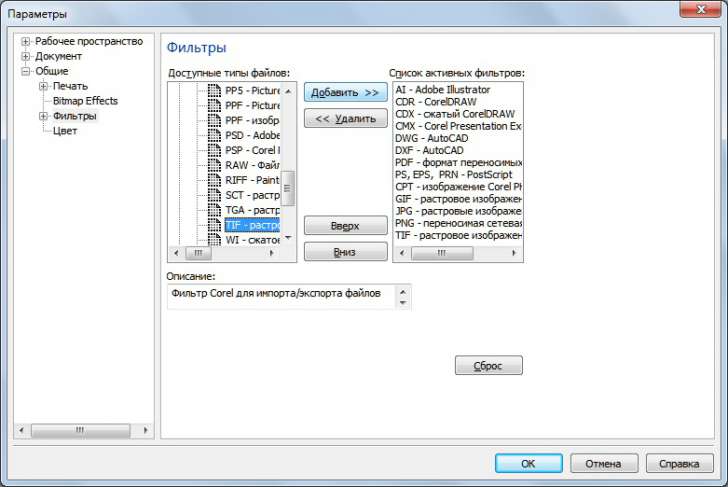 Параметры
Рабочее пространство
Документ
Общие
Печать
Bitmap Effects
Фильтры
Цвет
Фильтры
Доступные типы файлов:
PP5 - Picture
PPF - Picture
PPF - изобр
PSD - Adobe
PSP - Corel P
RAW - Файл
RIFF - Paint
SCT - растр
TGA - растр
TIF - растро
WI - сжатое
Добавить >>
<< Удалить
Вверх
Вниз
Список активных фильтров:
AI - Adobe Illustrator
CDR - CorelDRAW
CDX - сжатый CorelDRAW
CMX - Corel Presentation Ex
DWG - AutoCAD
DXF - AutoCAD
PDF - формат переносимых
PS, EPS, PRN - PostScript
CPT - изображение Corel Ph
GIF - растровое изображен
JPG - растровые изображен
PNG - переносимая сетевая
TIF - растровое изображен
Описание:
Фильтр Corel для импорта/экспорта файлов
Сброс
OK
Отмена
Справка